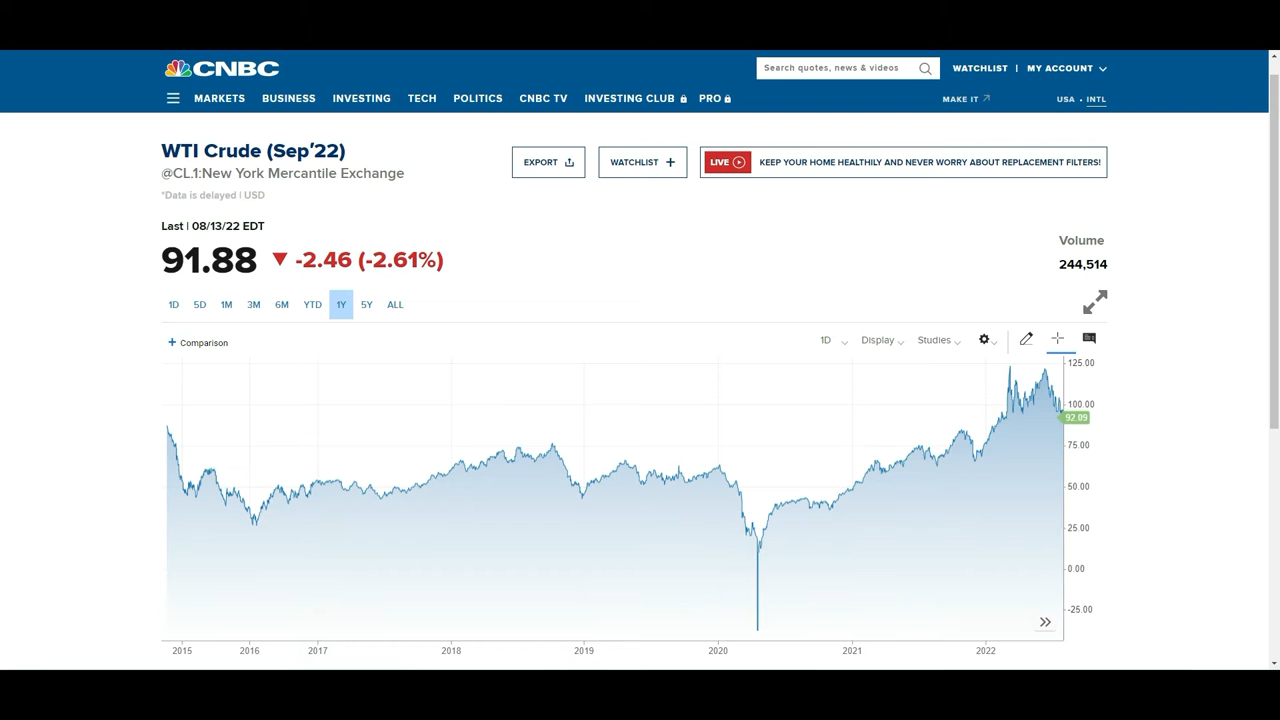 CNBC
Search quotes, news & videos
WATCHLIST | MY ACCOUNT
MARKETS BUSINESS INVESTING TECH POLITICS CNBC TV INVESTING CLUB PRO
MAKE IT
USA • INTL
WTI Crude (Sep′22)
@CL.1:New York Mercantile Exchange
*Data is delayed | USD
EXPORT
WATCHLIST +
LIVE
KEEP YOUR HOME HEALTHILY AND NEVER WORRY ABOUT REPLACEMENT FILTERS!
Last | 08/13/22 EDT
91.88 ▼ -2.46 (-2.61%)
Volume
244,514
1D 5D 1M 3M 6M YTD 1Y 5Y ALL
+ Comparison
1D Display Studies
125.00
100.00
92.09
75.00
50.00
25.00
0.00
-25.00
2015 2016 2017 2018 2019 2020 2021 2022